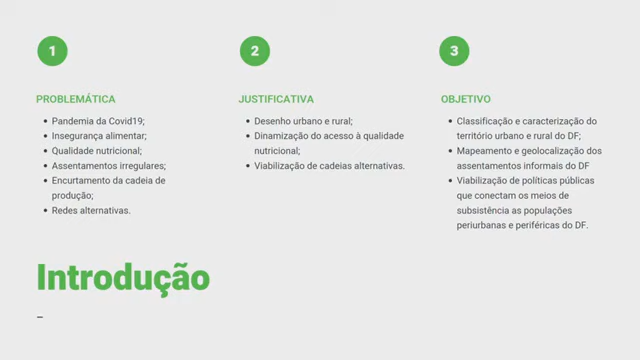 1
PROBLEMÁTICA
• Pandemia da Covid19;
• Insegurança alimentar;
• Qualidade nutricional;
• Assentamentos irregulares;
• Encurtamento da cadeia de
produção;
• Redes alternativas.
2
JUSTIFICATIVA
• Desenho urbano e rural;
• Dinamização do acesso à qualidade
nutricional;
• Viabilização de cadeias alternativas.
3
OBJETIVO
• Classificação e caracterização do
território urbano e rural do DF;
• Mapeamento e geolocalização dos
assentamentos informais do DF
• Viabilização de políticas públicas
que conectam os meios de
subsistência as populações
periurbanas e periféricas do DF.
Introdução
–